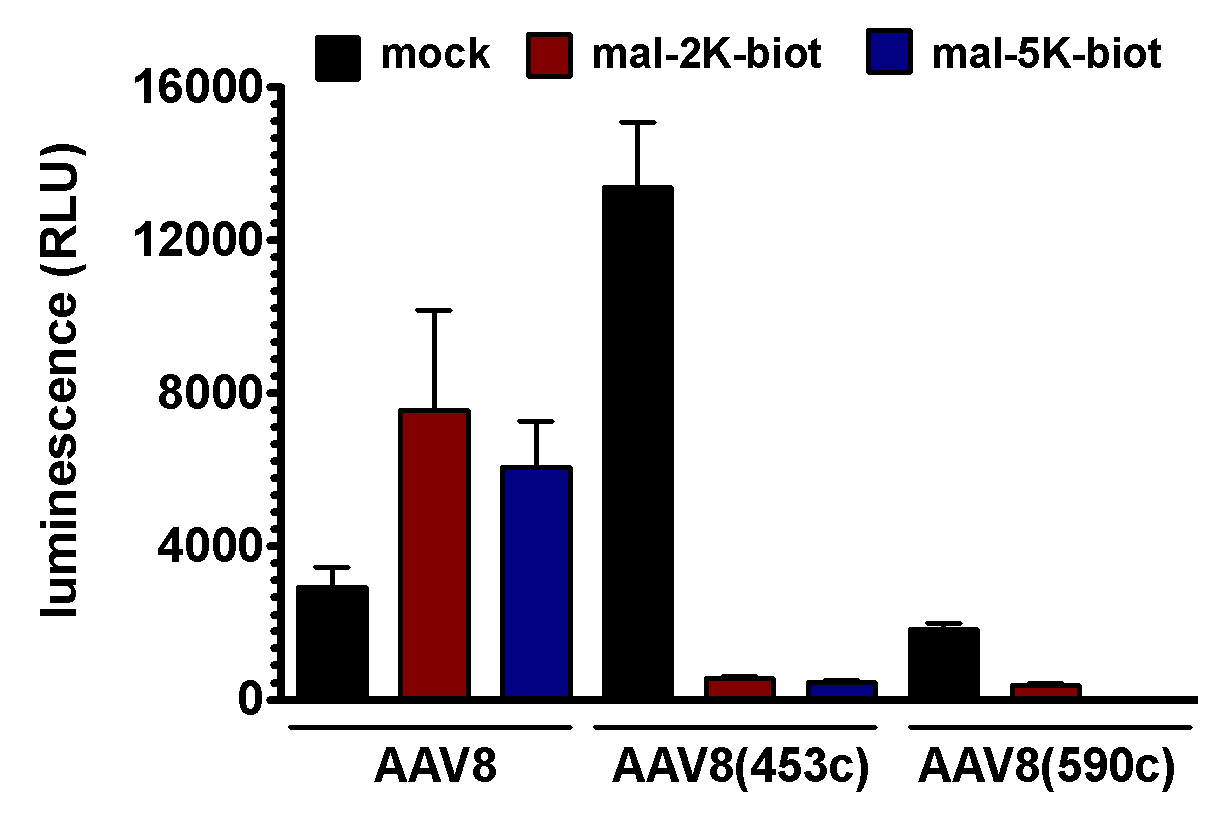 mock mal-2K-biot mal-5K-biot
luminescence (RLU)
16000
12000
8000
4000
0
AAV8 AAV8(453c) AAV8(590c)